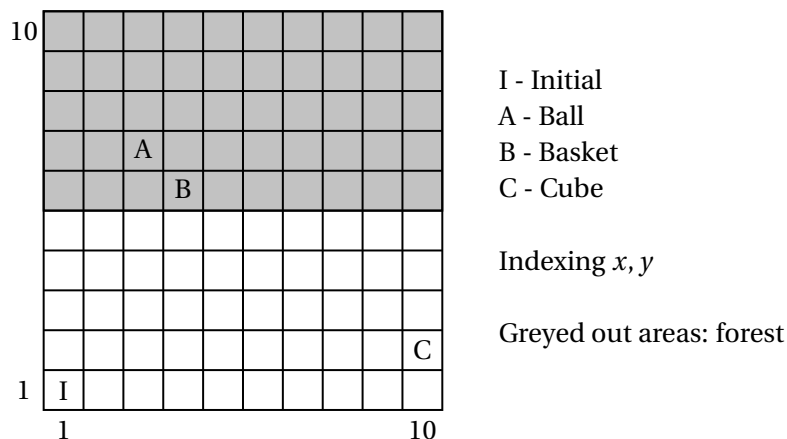 10
I - Initial
A - Ball
A
B - Basket
B
C - Cube
Indexing x, y
Greyed out areas: forest
C
1
I
1 10